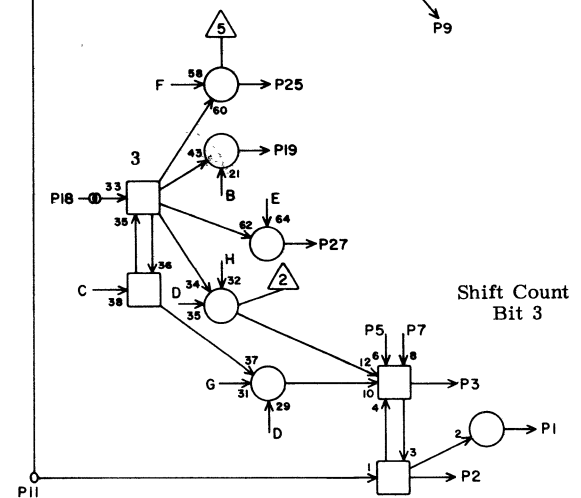 P9
5
58
F
P25
60
3
43
P19
21
B
33
P18
E
64
62
P27
35
36
H
34
32
2
C
38
D
35
Shift Count
Bit 3
P5
P7
6
8
12
37
G
31
10
P3
4
29
D
2
P1
3
1
P2
P11